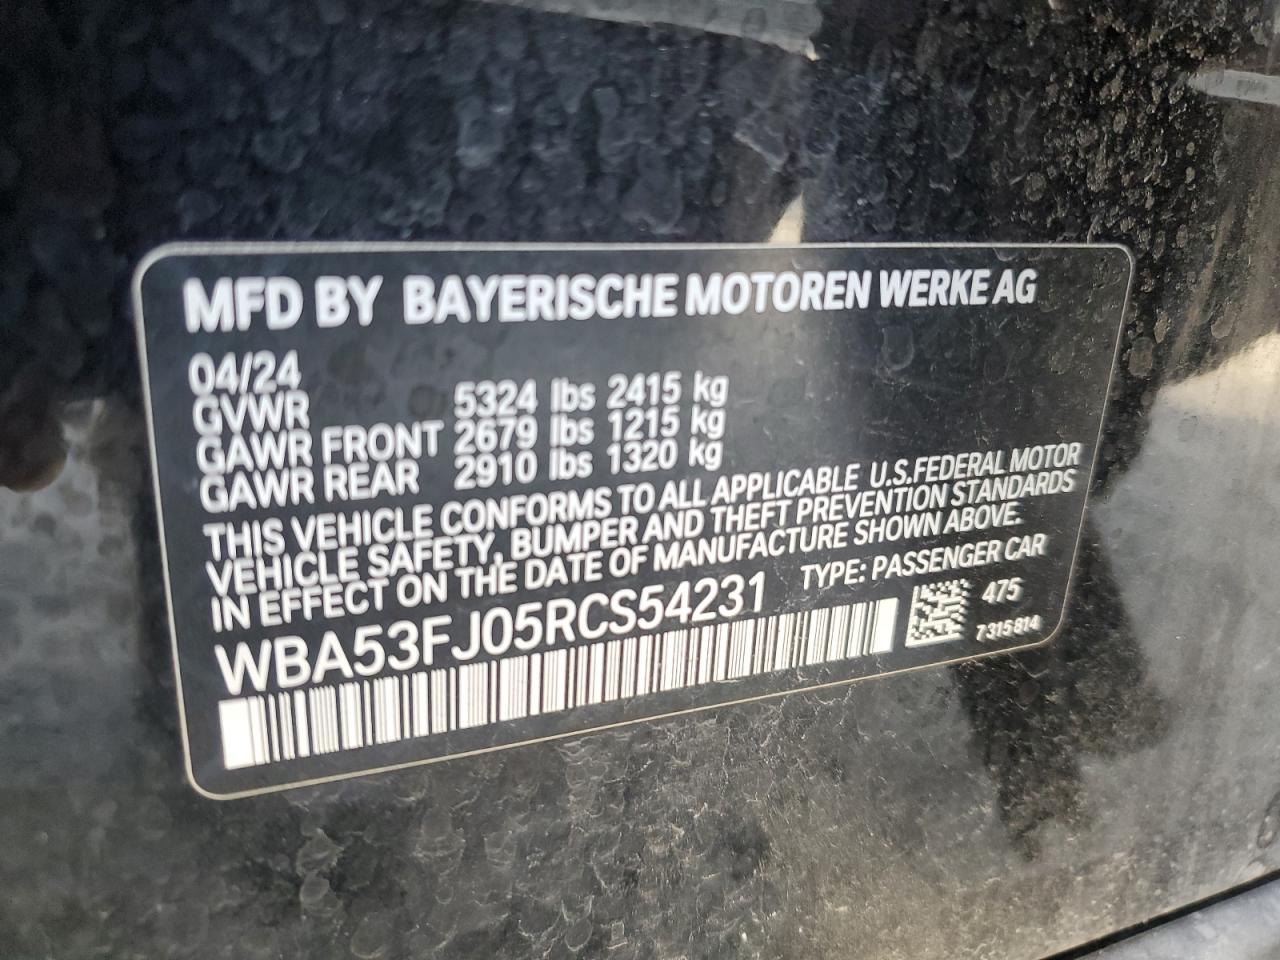 MFD BY BAYERISCHE MOTOREN WERKE AG
04/24
GVWR 5324 lbs 2415 kg
GAWR FRONT 2679 lbs 1215 kg
GAWR REAR 2910 lbs 1320 kg
THIS VEHICLE CONFORMS TO ALL APPLICABLE U.S.FEDERAL MOTOR
VEHICLE SAFETY, BUMPER AND THEFT PREVENTION STANDARDS
IN EFFECT ON THE DATE OF MANUFACTURE SHOWN ABOVE.
WBA53FJ05RCS54231 TYPE: PASSENGER CAR
475
7315814